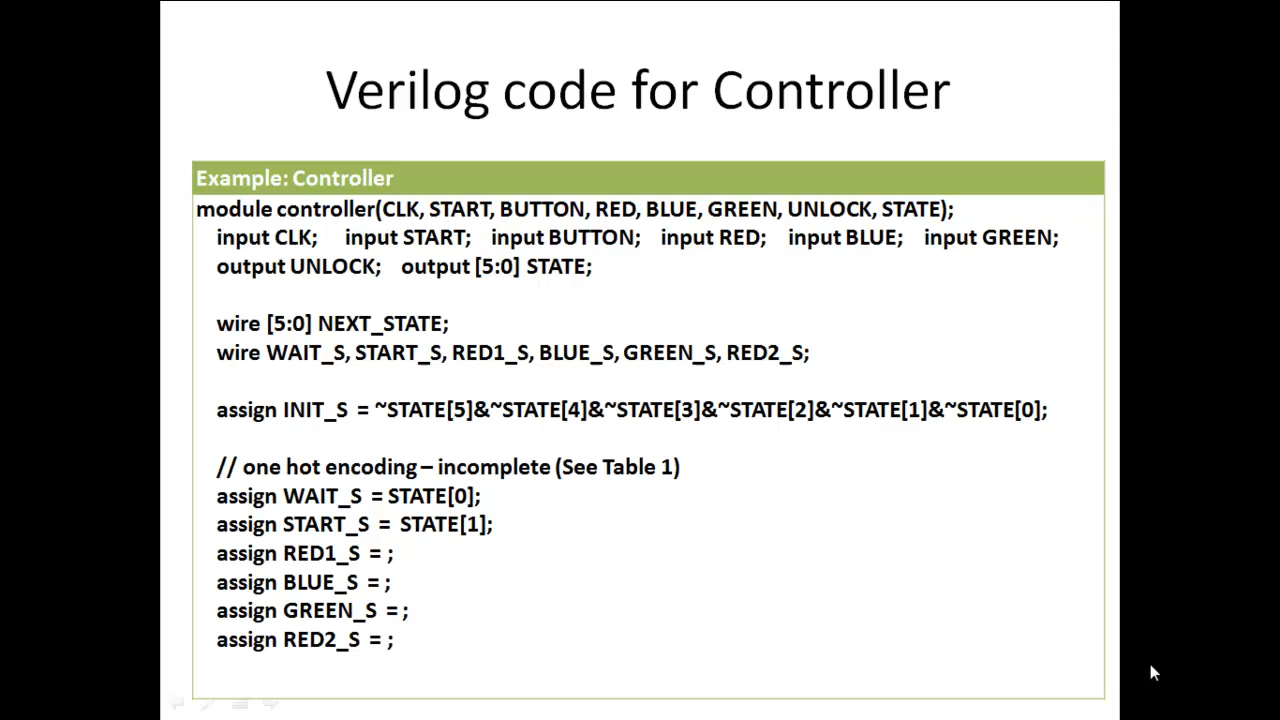 Verilog code for Controller
Example: Controller
module controller(CLK, START, BUTTON, RED, BLUE, GREEN, UNLOCK, STATE);
input CLK; input START; input BUTTON; input RED; input BLUE; input GREEN;
output UNLOCK; output [5:0] STATE;
wire [5:0] NEXT_STATE;
wire WAIT_S, START_S, RED1_S, BLUE_S, GREEN_S, RED2_S;
assign INIT_S = ~STATE[5]&~STATE[4]&~STATE[3]&~STATE[2]&~STATE[1]&~STATE[0];
// one hot encoding – incomplete (See Table 1)
assign WAIT_S = STATE[0];
assign START_S = STATE[1];
assign RED1_S = ;
assign BLUE_S = ;
assign GREEN_S = ;
assign RED2_S = ;